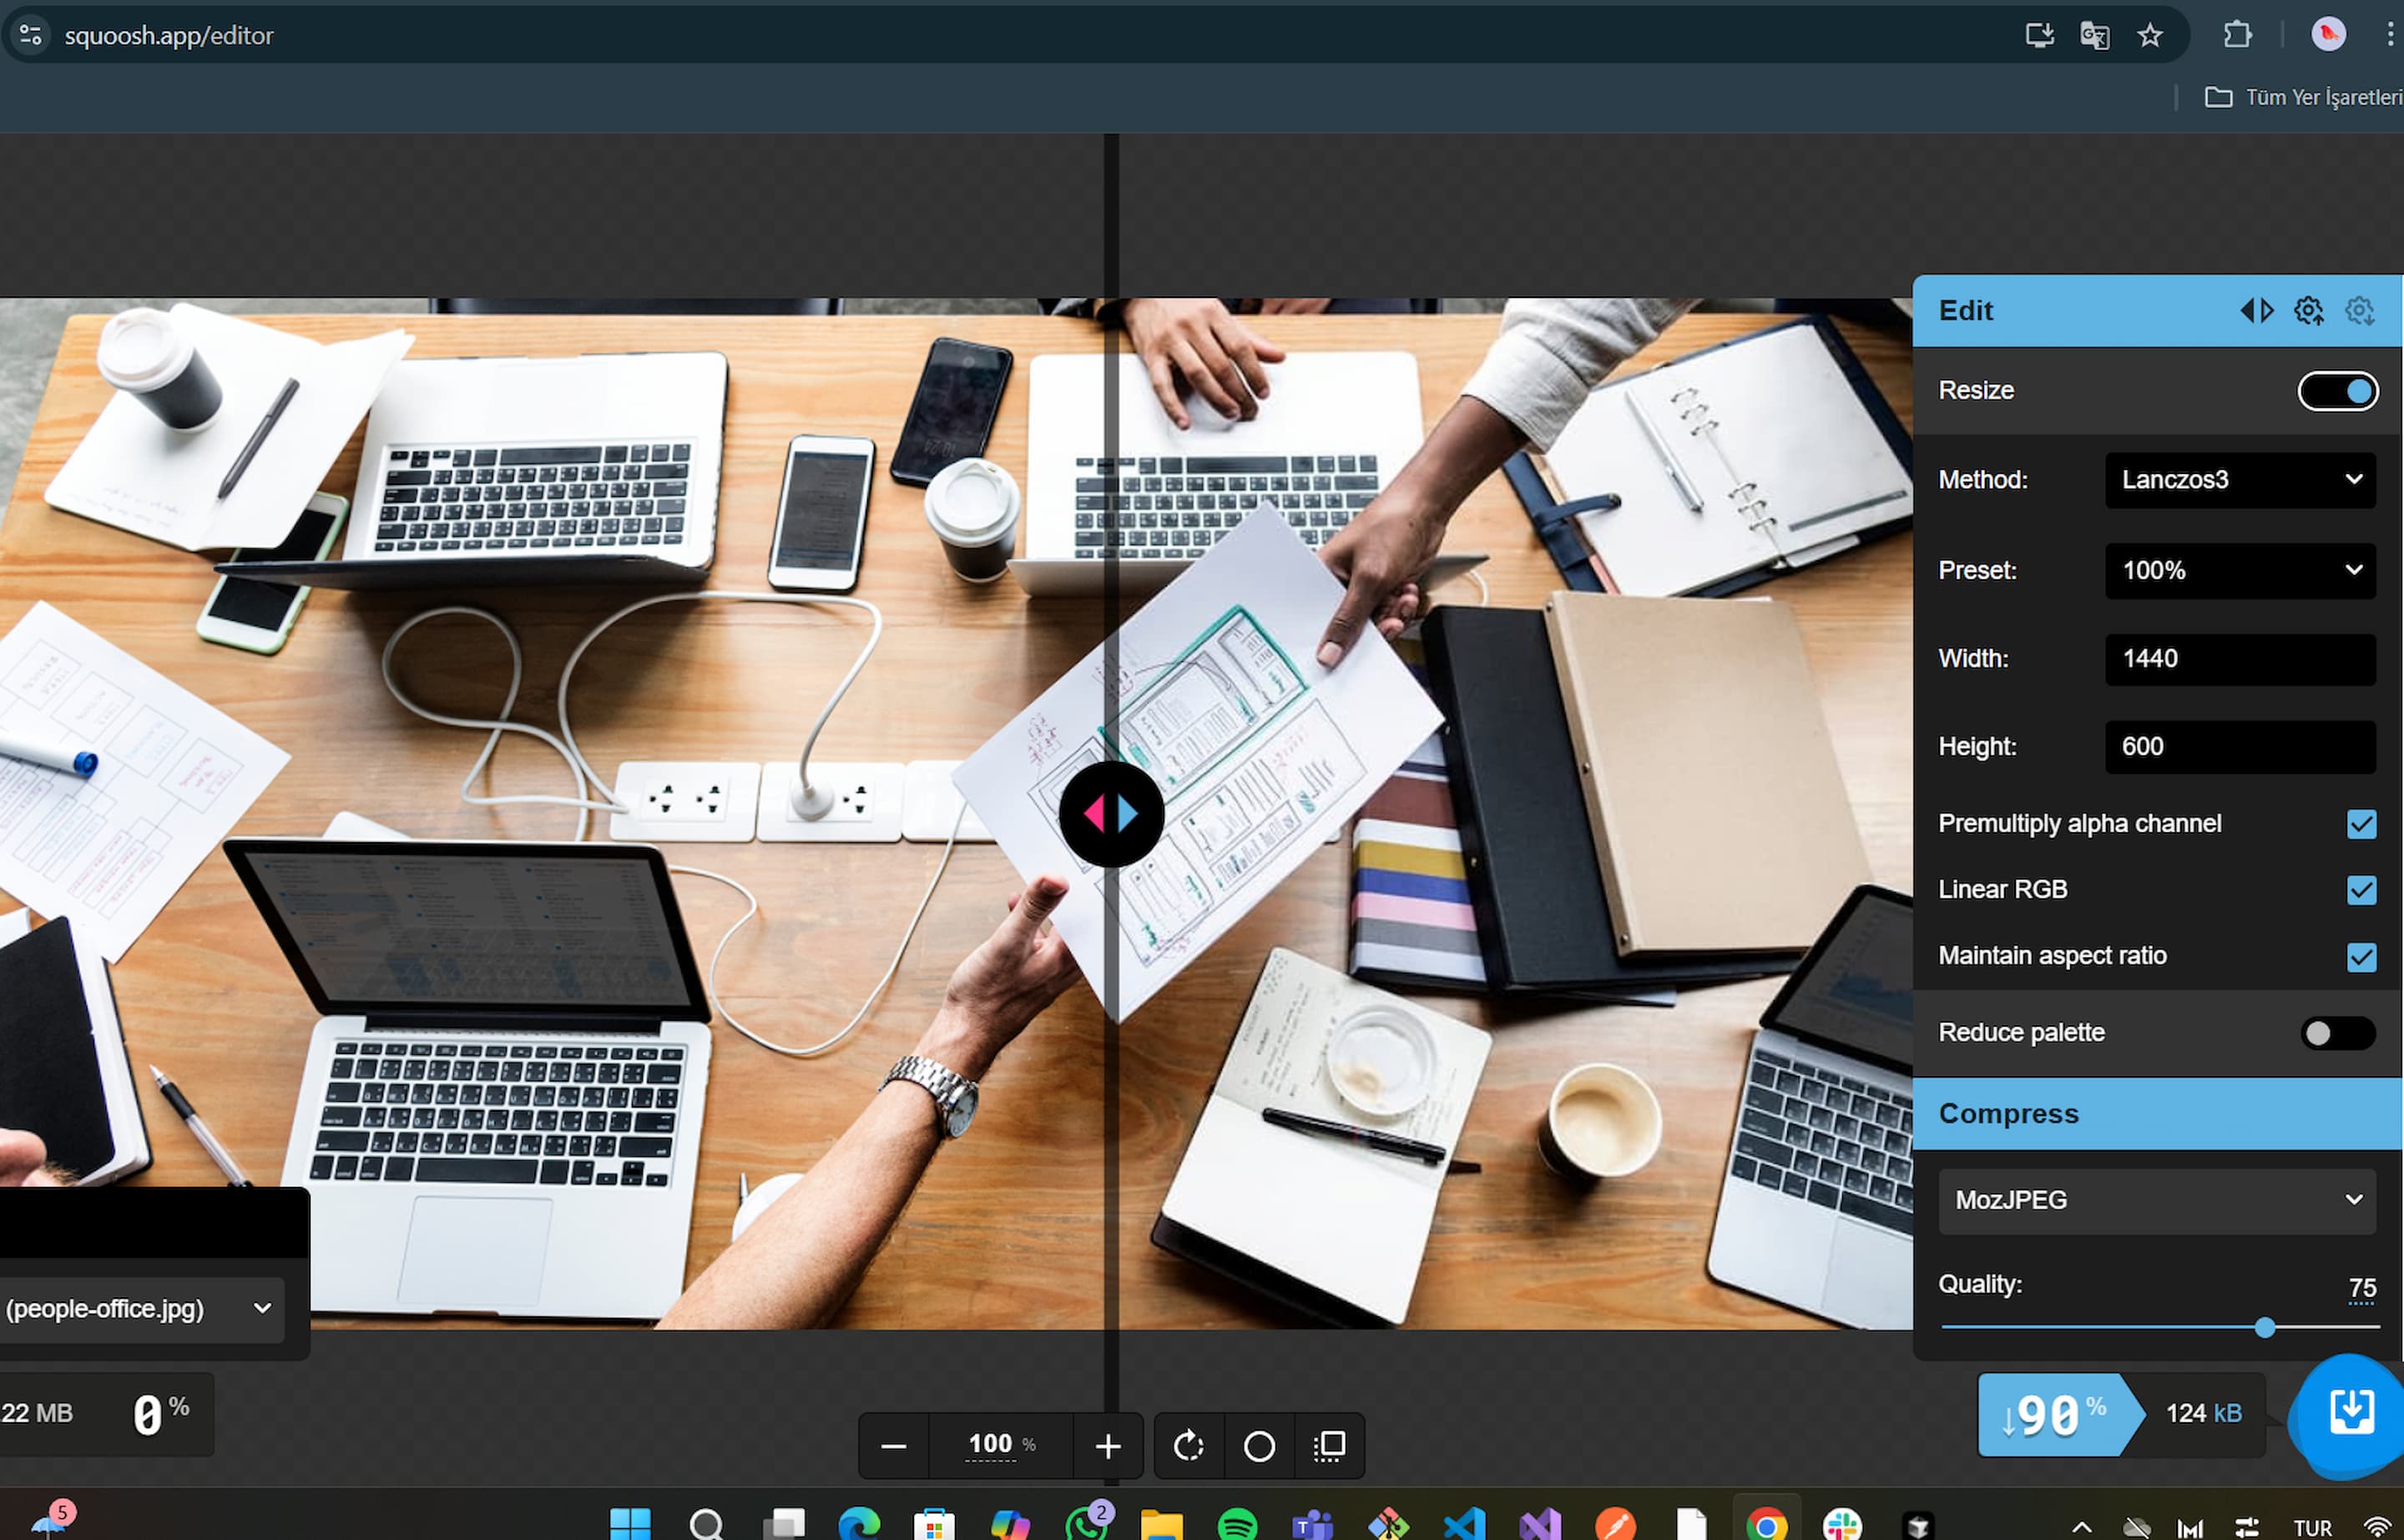 squoosh.app/editor
Tüm Yer İşaretleri
Edit
Resize
Method: Lanczos3
Preset: 100%
Width: 1440
Height: 600
Premultiply alpha channel
Linear RGB
Maintain aspect ratio
Reduce palette
Compress
MozJPEG
Quality: 75
(people-office.jpg)
22 MB 0 %
100 %
↓90 % 124 kB
5
2
TUR